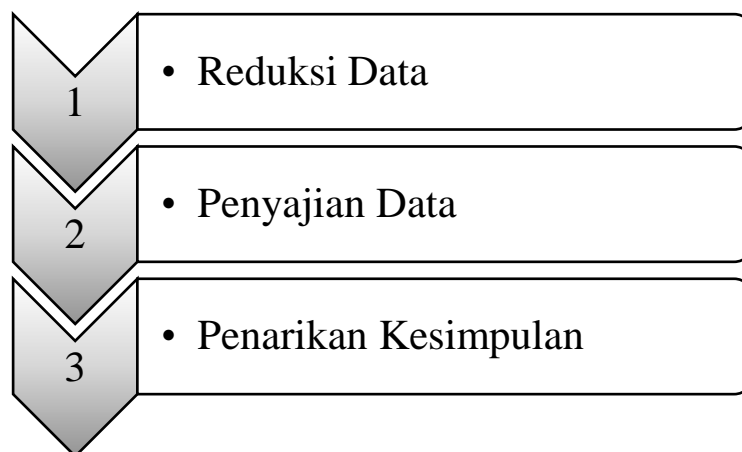 1
• Reduksi Data
2
• Penyajian Data
3
• Penarikan Kesimpulan